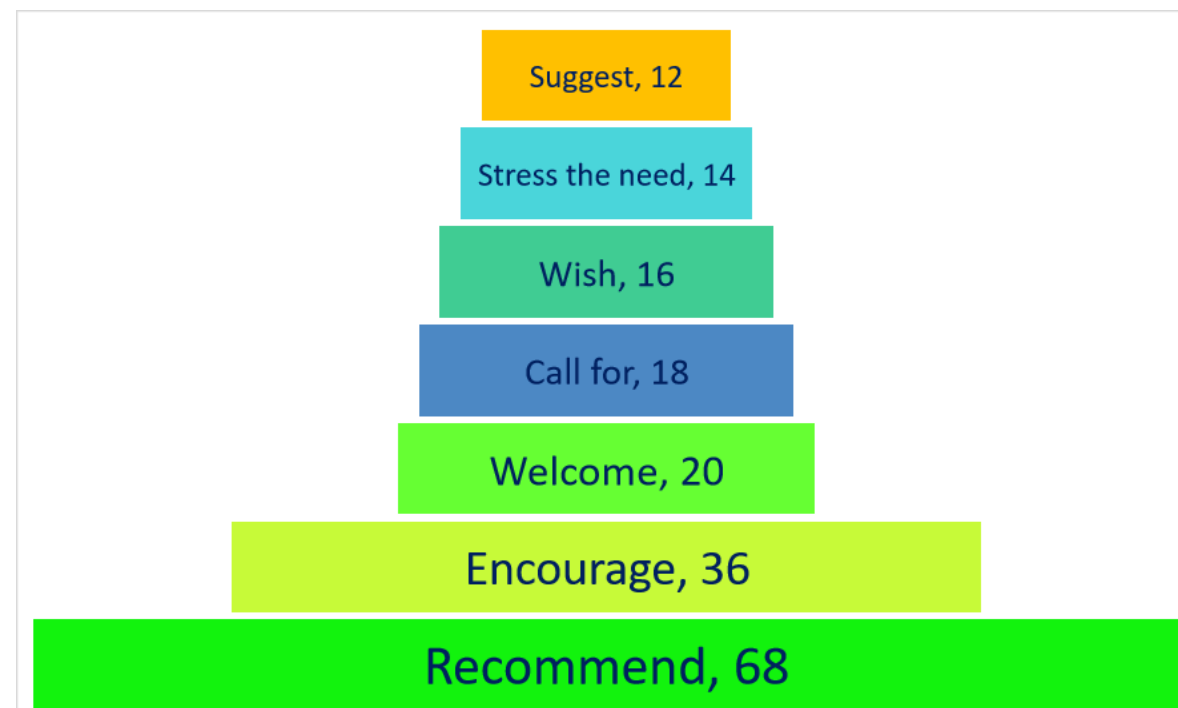 Suggest, 12
Stress the need, 14
Wish, 16
Call for, 18
Welcome, 20
Encourage, 36
Recommend, 68